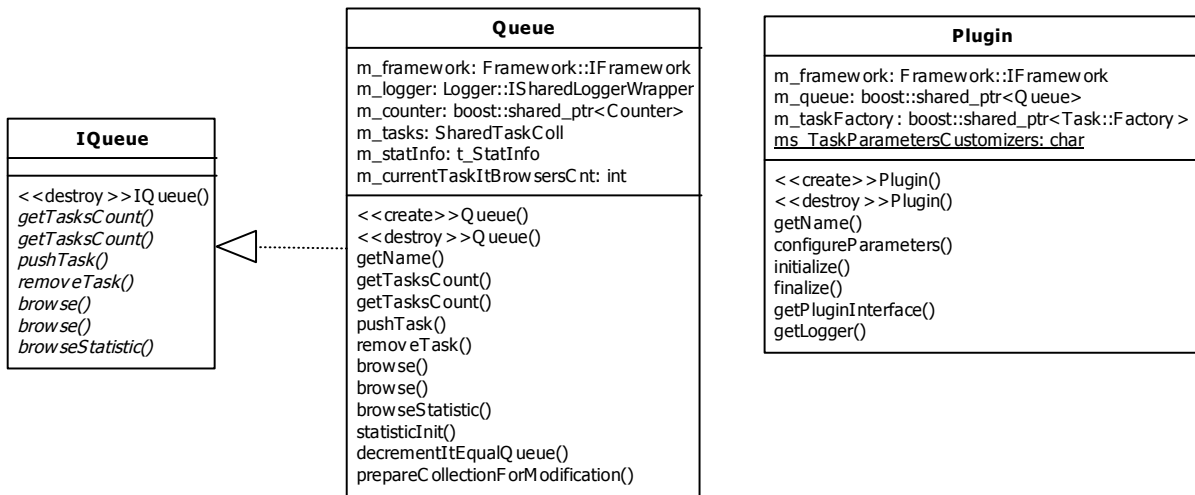 IQueue
<<destroy>>IQueue()
getTasksCount()
getTasksCount()
pushTask()
removeTask()
browse()
browse()
browseStatistic()
Queue
m_framework: Framework::IFramework
m_logger: Logger::ISharedLoggerWrapper
m_counter: boost::shared_ptr<Counter>
m_tasks: SharedTaskColl
m_statInfo: t_StatInfo
m_currentTaskItBrowsersCnt: int
<<create>>Queue()
<<destroy>>Queue()
getName()
getTasksCount()
getTasksCount()
pushTask()
removeTask()
browse()
browse()
browseStatistic()
statisticInit()
decrementItEqualQueue()
prepareCollectionForModification()
Plugin
m_framework: Framework::IFramework
m_queue: boost::shared_ptr<Queue>
m_taskFactory: boost::shared_ptr<Task::Factory>
ms_TaskParametersCustomizers: char
<<create>>Plugin()
<<destroy>>Plugin()
getName()
configureParameters()
initialize()
finalize()
getPluginInterface()
getLogger()